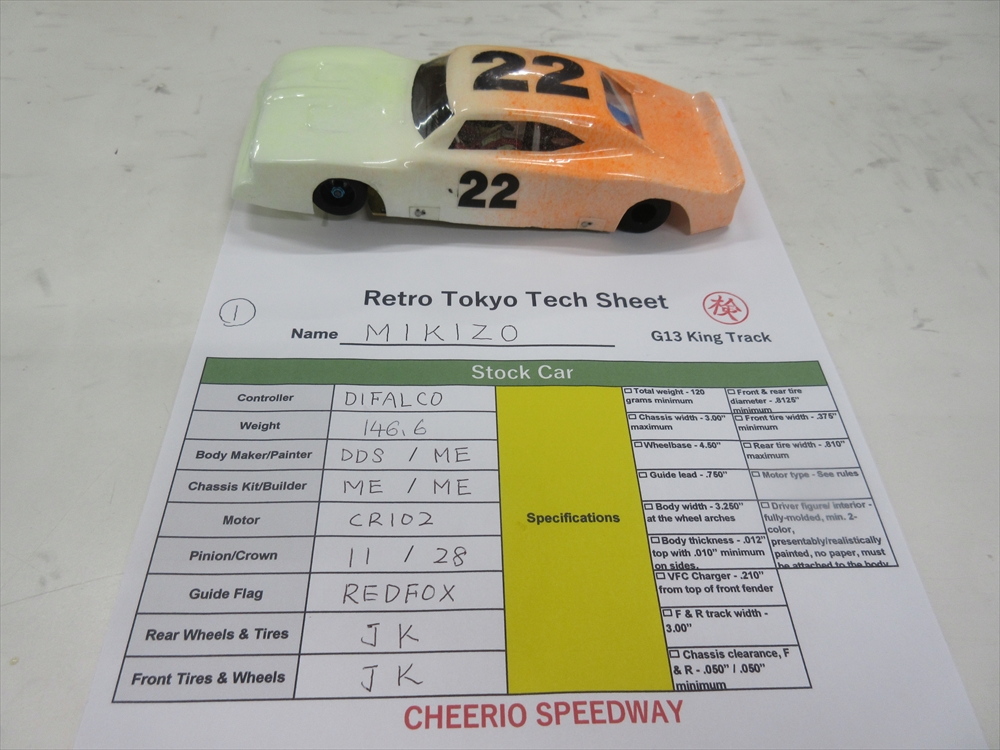 22
22
Retro Tokyo Tech Sheet
検
①
Name MIKIZO
G13 King Track
Stock Car
Controller DIFALCO
Weight 146.6
Body Maker/Painter DDS / ME
Chassis Kit/Builder ME / ME
Motor CR102
Pinion/Crown 11 / 28
Guide Flag REDFOX
Rear Wheels & Tires JK
Front Tires & Wheels JK
Specifications
Total weight - 120
grams minimum
Chassis width - 3.00"
maximum
Wheelbase - 4.50"
Guide lead - .750"
Body width - 3.250"
at the wheel arches
Body thickness - .012"
top with .010" minimum
on sides.
VFC Charger - .210"
from top of front fender
F & R track width -
3.00"
Chassis clearance, F
& R - .050" / .050"
minimum
Front & rear tire
diameter - .8125"
minimum
Front tire width - .375"
minimum
Rear tire width - .810"
maximum
Motor type - See rules
Driver figure/ interior -
fully-molded, min. 2-
color,
presentably/realistically
painted, no paper, must
be attached to the body
CHEERIO SPEEDWAY